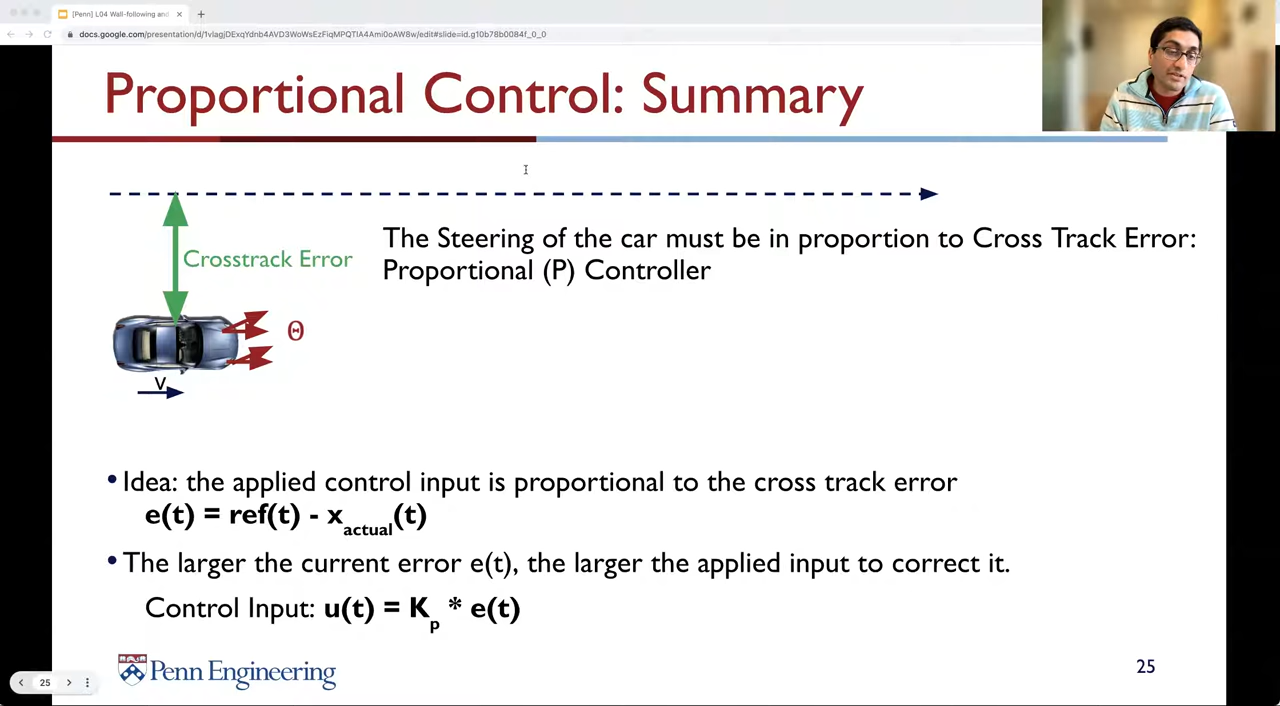 [Penn] L04 Wall-following and
docs.google.com/presentation/d/1viagjDExqYdnb4AVD3WoWsEzFiqMPQTIA4Ami0oAW8w/edit#slide=id.g10b78b0084f_0_0
Proportional Control: Summary
The Steering of the car must be in proportion to Cross Track Error:
Crosstrack Error
Proportional (P) Controller
Θ
V
• Idea: the applied control input is proportional to the cross track error
e(t) = ref(t) - xactual(t)
• The larger the current error e(t), the larger the applied input to correct it.
Control Input: u(t) = Kp * e(t)
Penn Engineering
25
25